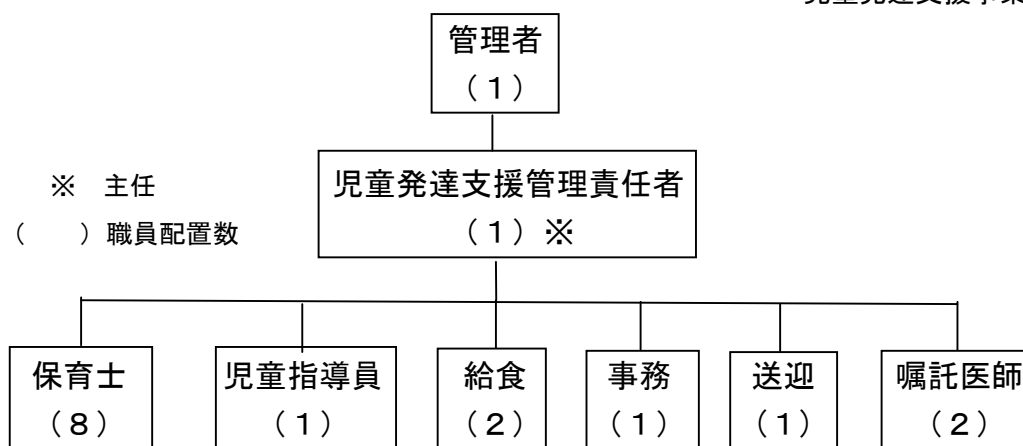 管理者
（１）
児童発達支援管理責任者
（１）※
※　主任
（　　）職員配置数
保育士
（８）
児童指導員
（１）
給食
（２）
事務
（１）
送迎
（１）
嘱託医師
（２）